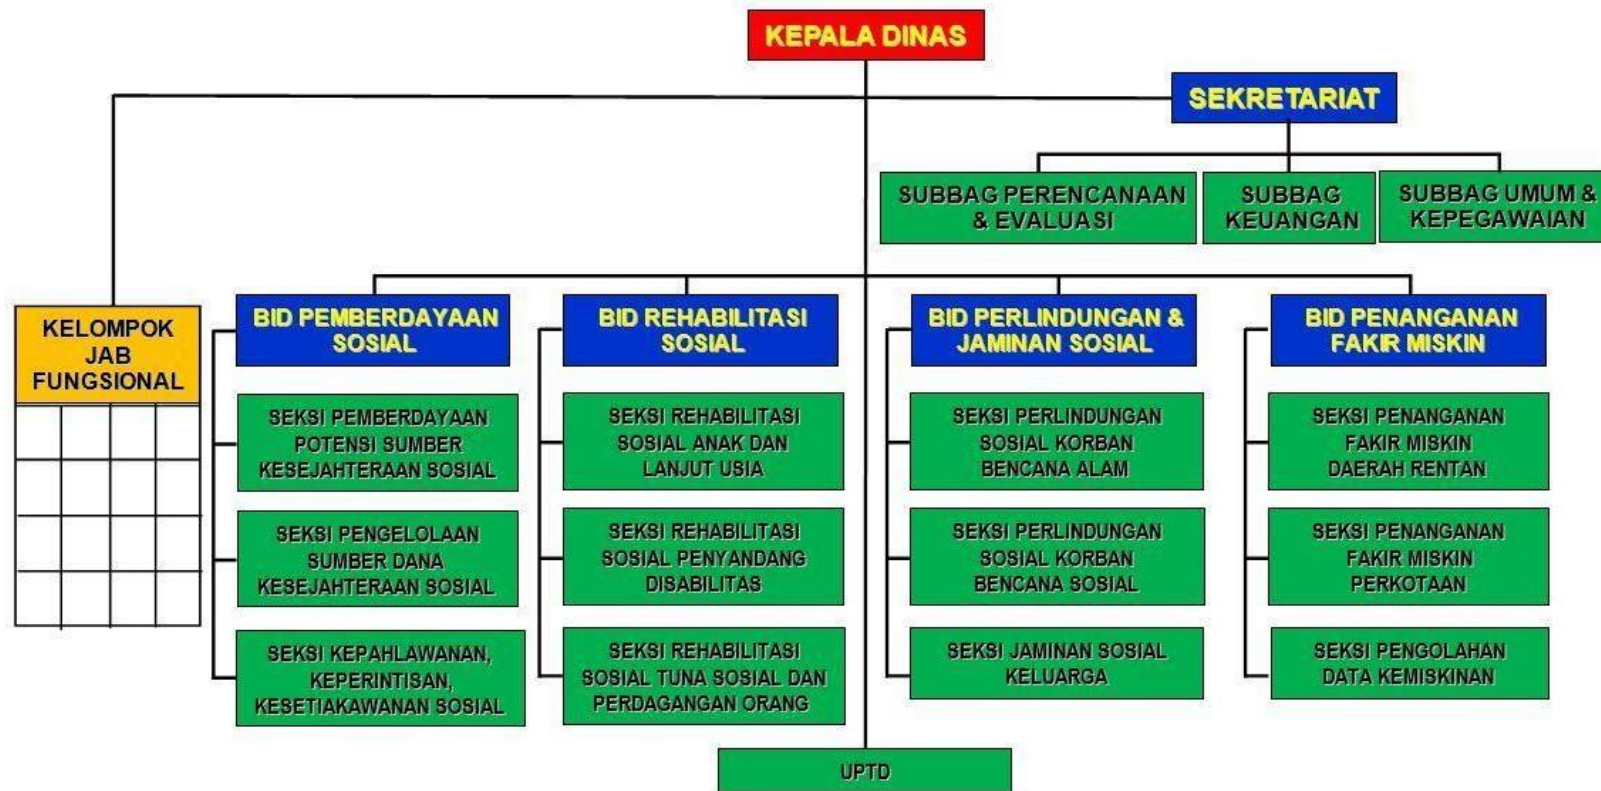 KEPALA DINAS
SEKRETARIAT
SUBBAG PERENCANAAN
& EVALUASI
SUBBAG
KEUANGAN
SUBBAG UMUM &
KEPEGAWAIAN
KELOMPOK
JAB
FUNGSIONAL
BID PEMBERDAYAAN
SOSIAL
SEKSI PEMBERDAYAAN
POTENSI SUMBER
KESEJAHTERAAN SOSIAL
SEKSI PENGELOLAAN
SUMBER DANA
KESEJAHTERAAN SOSIAL
SEKSI KEPAHLAWANAN,
KEPERINTISAN,
KESETIAKAWANAN SOSIAL
BID REHABILITASI
SOSIAL
SEKSI REHABILITASI
SOSIAL ANAK DAN
LANJUT USIA
SEKSI REHABILITASI
SOSIAL PENYANDANG
DISABILITAS
SEKSI REHABILITASI
SOSIAL TUNA SOSIAL DAN
PERDAGANGAN ORANG
BID PERLINDUNGAN &
JAMINAN SOSIAL
SEKSI PERLINDUNGAN
SOSIAL KORBAN
BENCANA ALAM
SEKSI PERLINDUNGAN
SOSIAL KORBAN
BENCANA SOSIAL
SEKSI JAMINAN SOSIAL
KELUARGA
BID PENANGANAN
FAKIR MISKIN
SEKSI PENANGANAN
FAKIR MISKIN
DAERAH RENTAN
SEKSI PENANGANAN
FAKIR MISKIN
PERKOTAAN
SEKSI PENGOLAHAN
DATA KEMISKINAN
UPTD